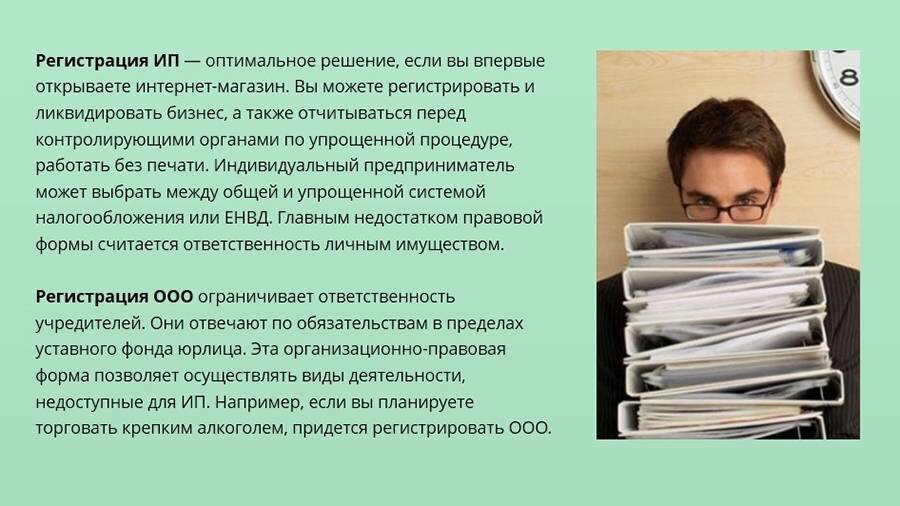 Регистрация ИП — оптимальное решение, если вы впервые
открываете интернет-магазин. Вы можете регистрировать и
ликвидировать бизнес, а также отчитываться перед
контролирующими органами по упрощенной процедуре,
работать без печати. Индивидуальный предприниматель
может выбрать между общей и упрощенной системой
налогообложения или ЕНВД. Главным недостатком правовой
формы считается ответственность личным имуществом.
Регистрация ООО ограничивает ответственность
учредителей. Они отвечают по обязательствам в пределах
уставного фонда юрлица. Эта организационно-правовая
форма позволяет осуществлять виды деятельности,
недоступные для ИП. Например, если вы планируете
торговать крепким алкоголем, придется регистрировать ООО.
8